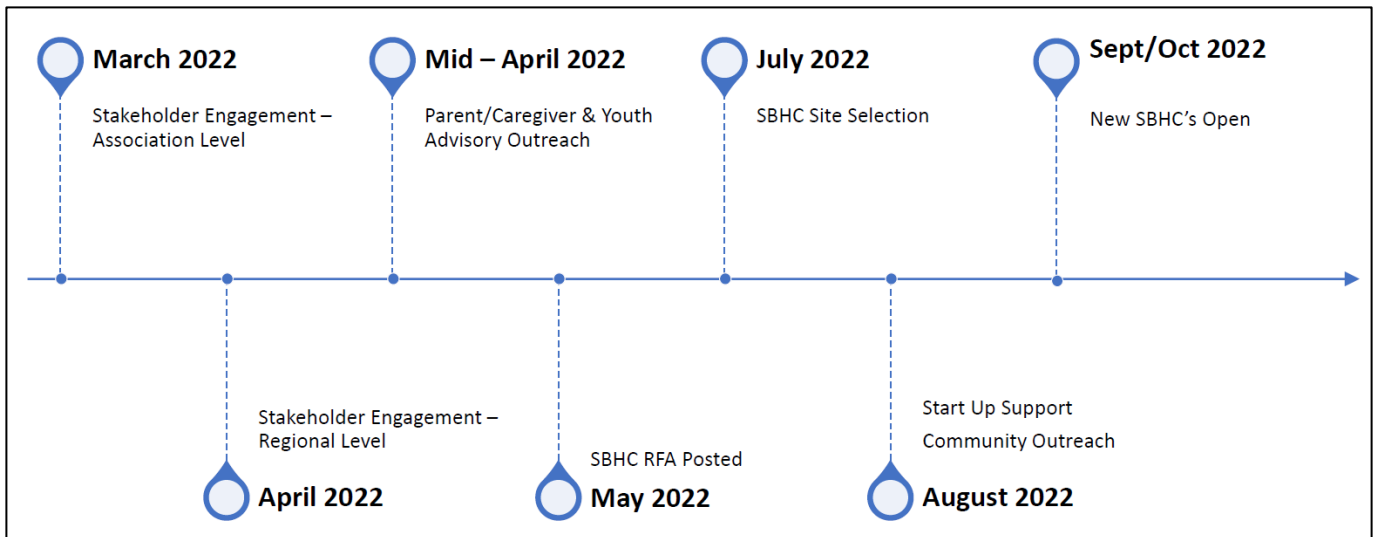 March 2022
Stakeholder Engagement –
Association Level
Mid – April 2022
Parent/Caregiver & Youth
Advisory Outreach
July 2022
SBHC Site Selection
Sept/Oct 2022
New SBHC's Open
Stakeholder Engagement –
Regional Level
April 2022
SBHC RFA Posted
May 2022
Start Up Support
Community Outreach
August 2022